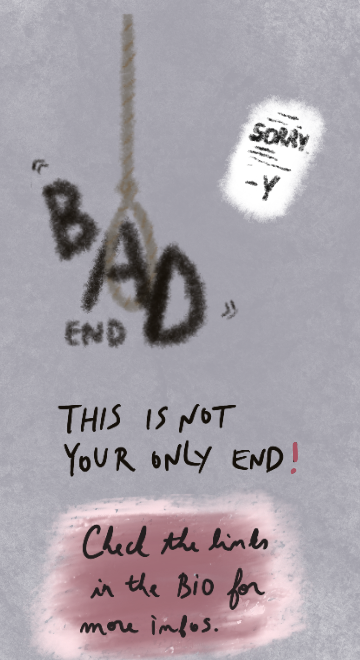 "BAD
END"
SORRY
-Y
THIS IS NOT
YOUR ONLY END!
Check the links
in the Bio for
more infos.